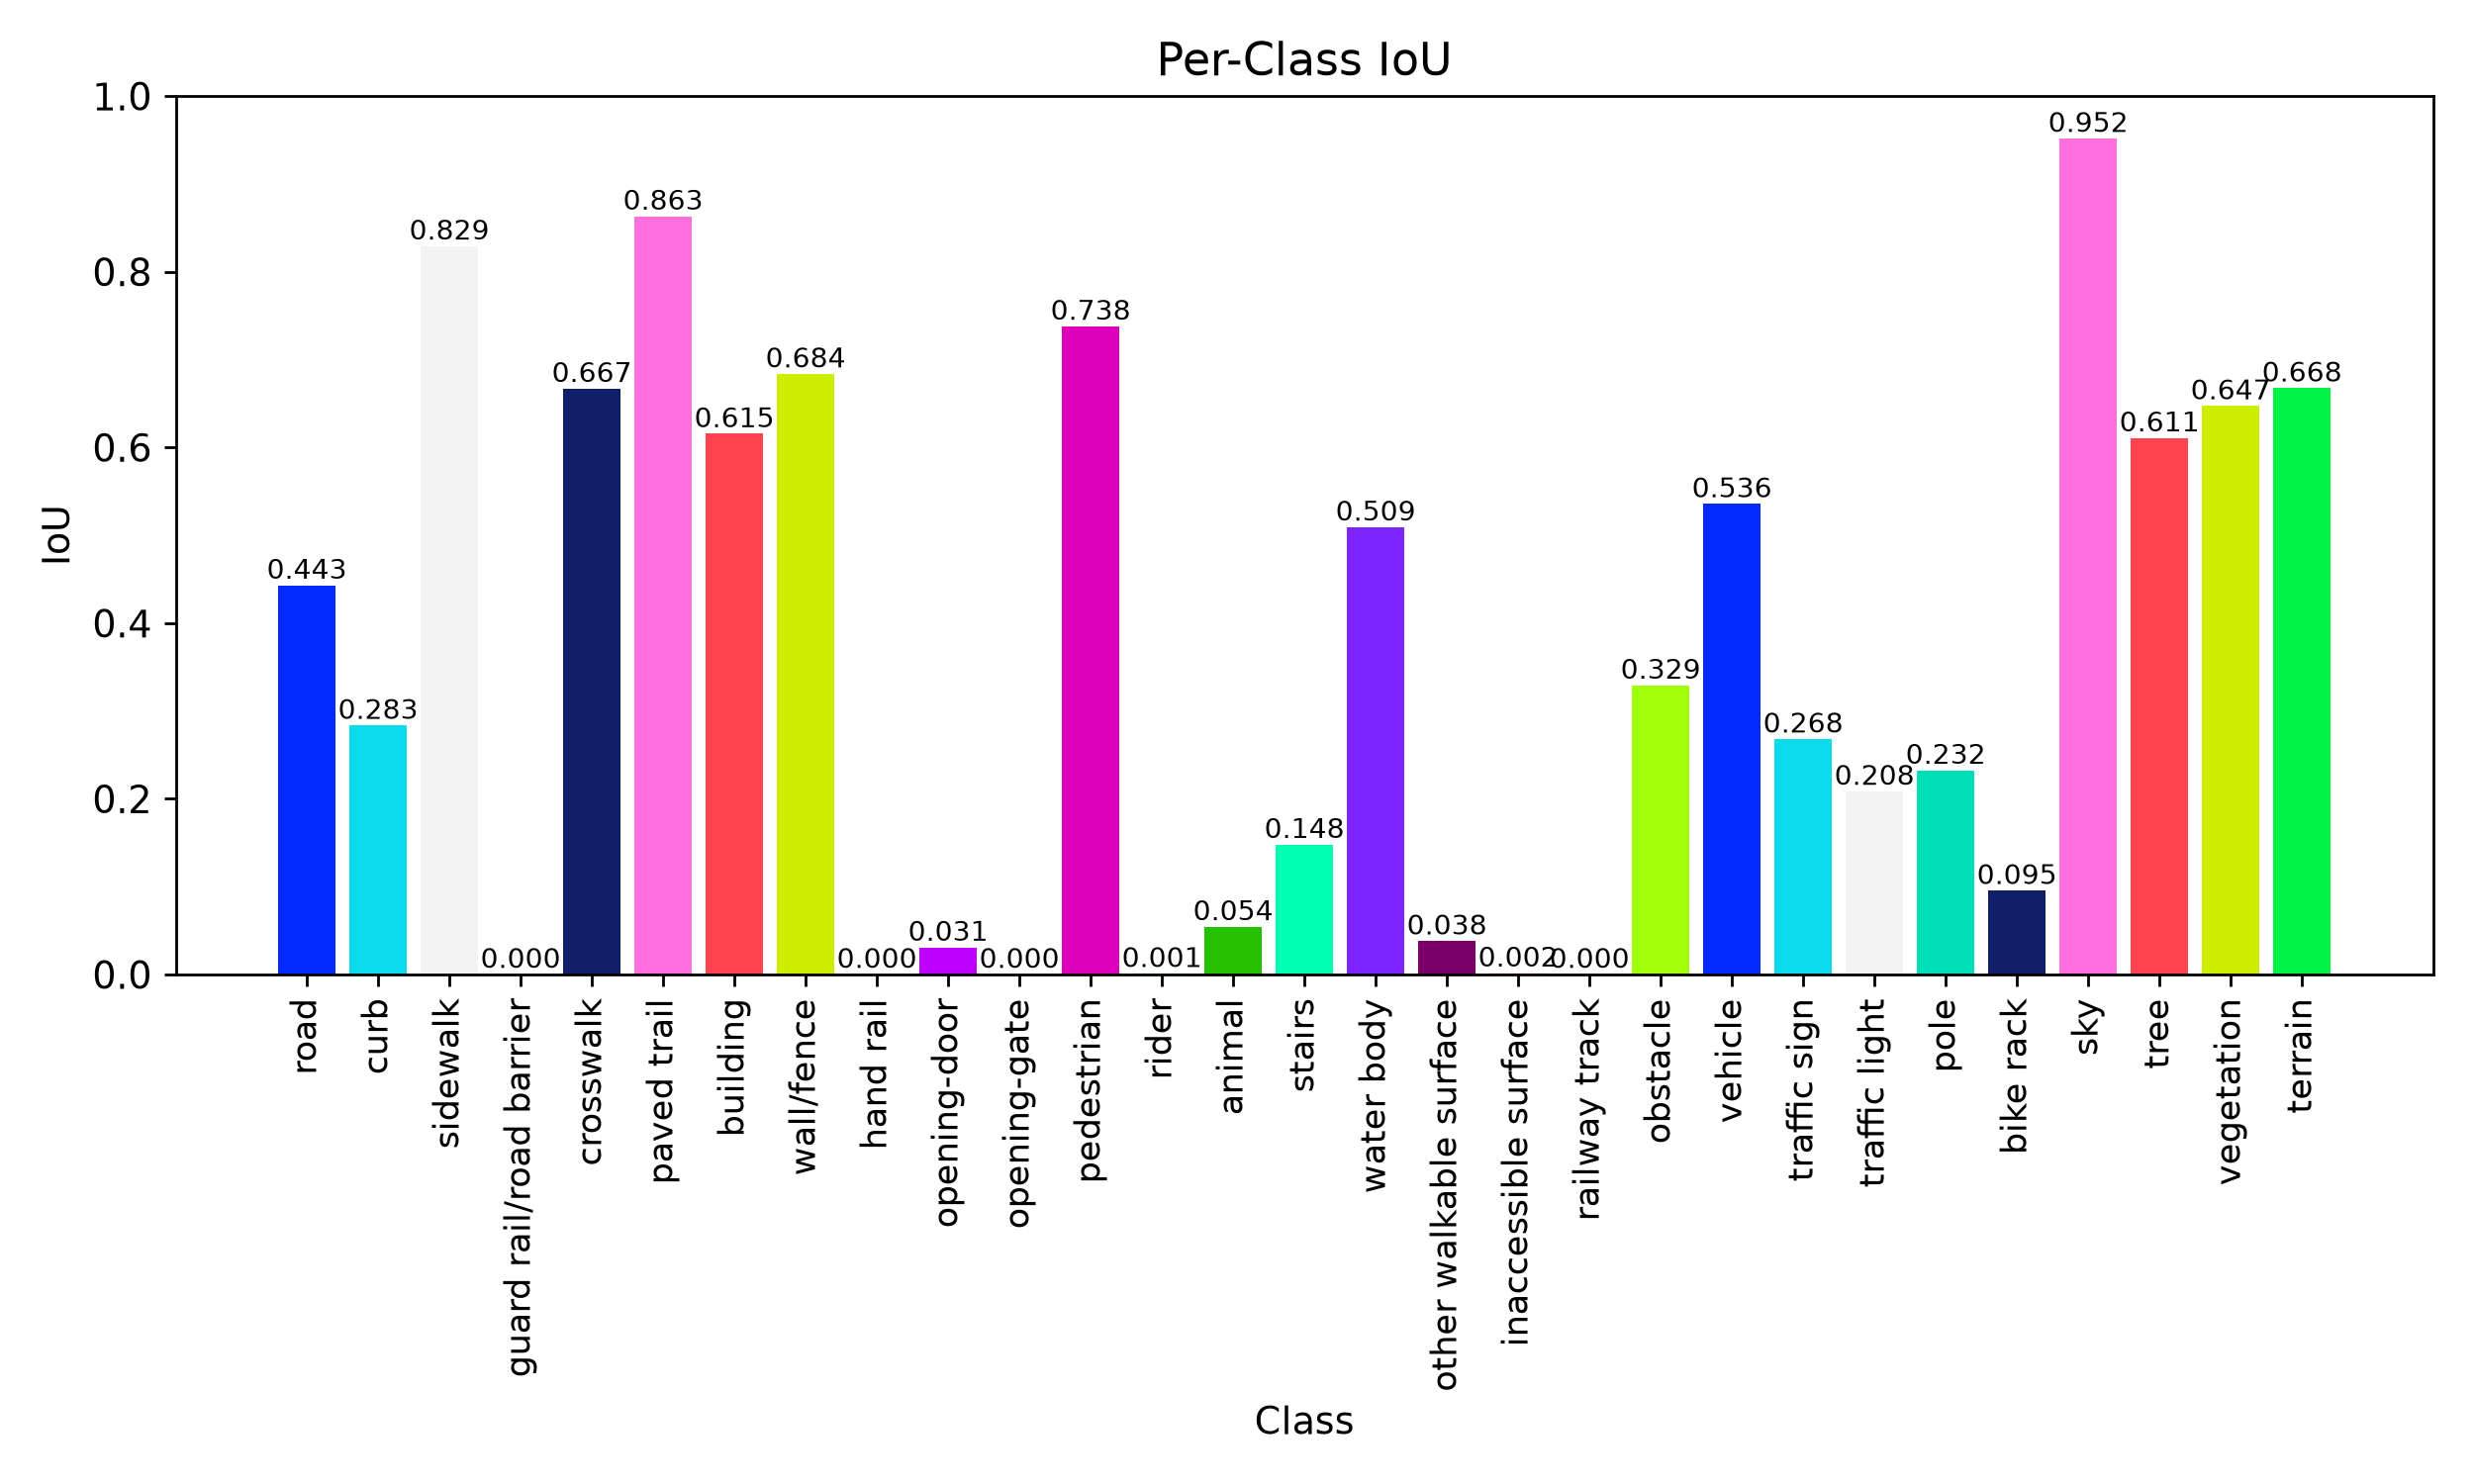 Per-Class IoU
1.0
0.8
0.6
0.4
0.2
0.0
IoU
0.443
0.283
0.829
0.000
0.667
0.863
0.615
0.684
0.000
0.031
0.000
0.738
0.001
0.054
0.148
0.509
0.038
0.002
0.000
0.329
0.536
0.268
0.208
0.232
0.095
0.952
0.611
0.647
0.668
road
curb
sidewalk
guard rail/road barrier
crosswalk
paved trail
building
wall/fence
hand rail
opening-door
opening-gate
pedestrian
rider
animal
stairs
water body
other walkable surface
inaccessible surface
railway track
obstacle
vehicle
traffic sign
traffic light
pole
bike rack
sky
tree
vegetation
terrain
Class